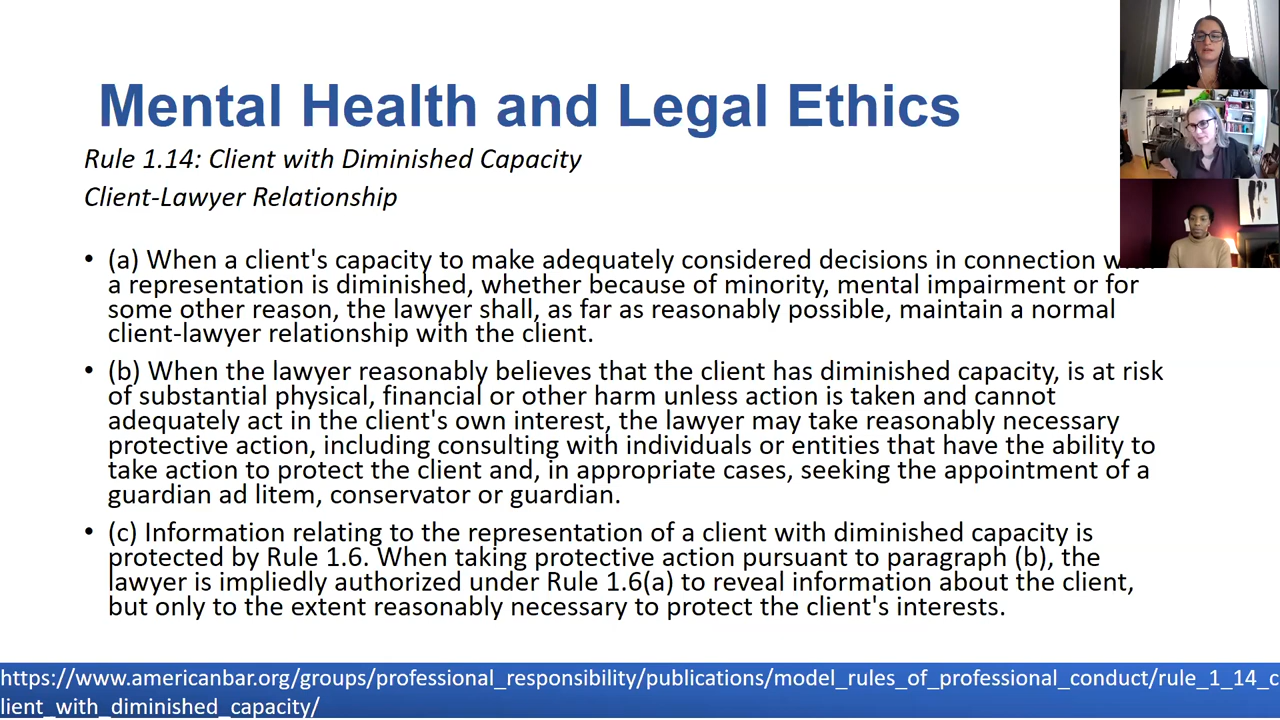 Mental Health and Legal Ethics
Rule 1.14: Client with Diminished Capacity
Client-Lawyer Relationship
• (a) When a client's capacity to make adequately considered decisions in connection
a representation is diminished, whether because of minority, mental impairment or for
some other reason, the lawyer shall, as far as reasonably possible, maintain a normal
client-lawyer relationship with the client.
• (b) When the lawyer reasonably believes that the client has diminished capacity, is at risk
of substantial physical, financial or other harm unless action is taken and cannot
adequately act in the client's own interest, the lawyer may take reasonably necessary
protective action, including consulting with individuals or entities that have the ability to
take action to protect the client and, in appropriate cases, seeking the appointment of a
guardian ad litem, conservator or guardian.
• (c) Information relating to the representation of a client with diminished capacity is
protected by Rule 1.6. When taking protective action pursuant to paragraph (b), the
lawyer is impliedly authorized under Rule 1.6(a) to reveal information about the client,
but only to the extent reasonably necessary to protect the client's interests.
https://www.americanbar.org/groups/professional_responsibility/publications/model_rules_of_professional_conduct/rule_1_14_c
lient_with_diminished_capacity/